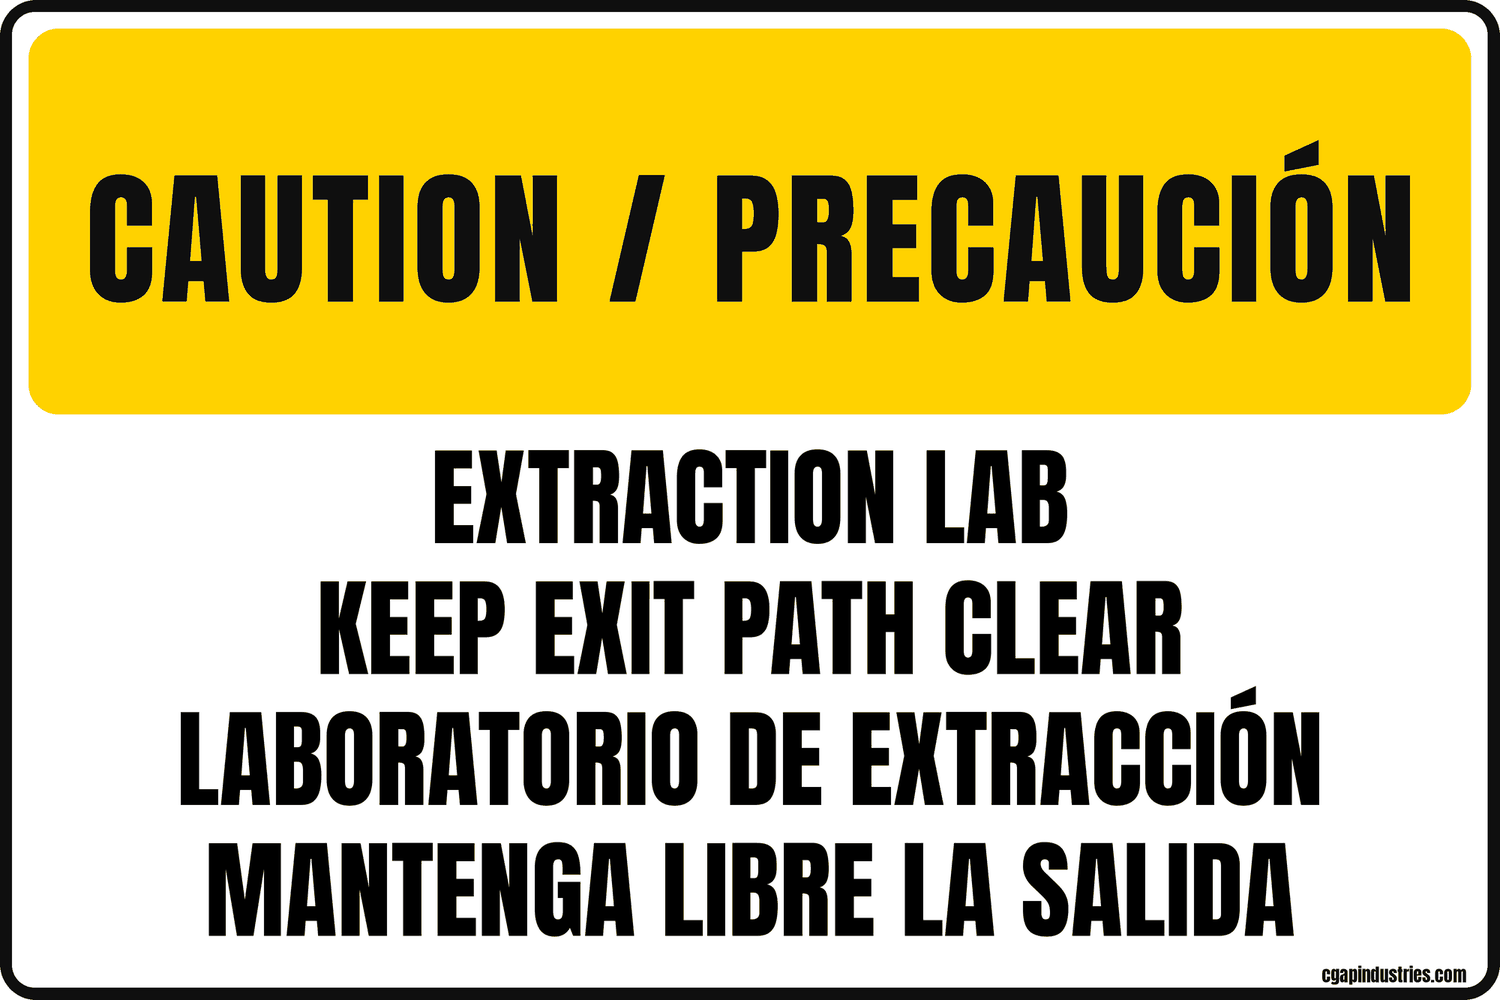 CAUTION / PRECAUCIÓN
EXTRACTION LAB
KEEP EXIT PATH CLEAR
LABORATORIO DE EXTRACCIÓN
MANTENGA LIBRE LA SALIDA
cgapindustries.com